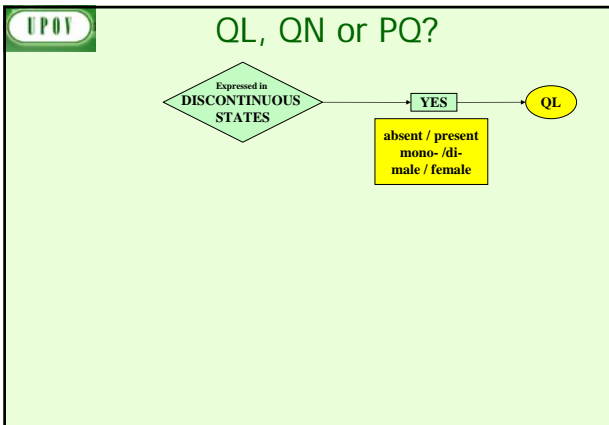 UPOV
QL, QN or PQ?
Expressed in
DISCONTINUOUS
STATES
YES
QL
absent / present
mono- /di-
male / female